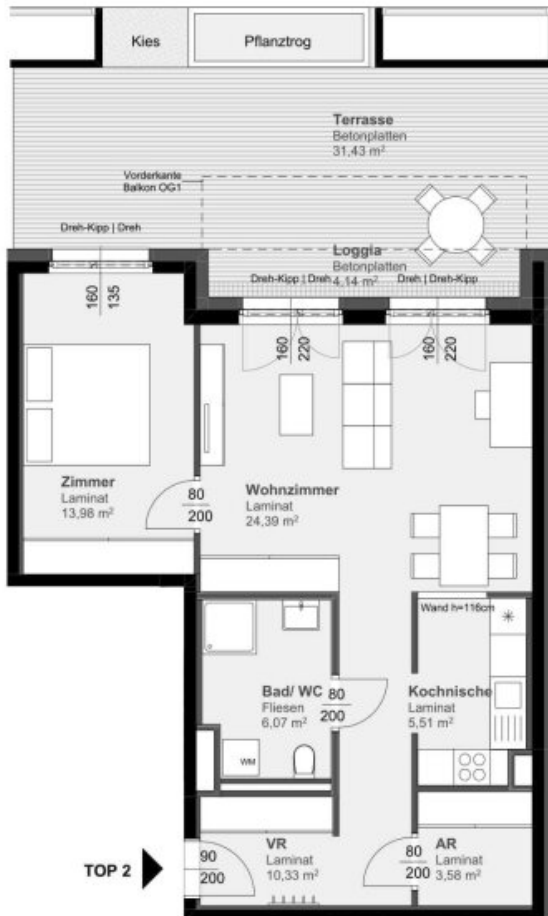 Kies
Pflanztrog
Terrasse
Betonplatten
31,43 m²
Vorderkante
Balkon OG1
Dreh-Kipp | Dreh
Loggia
Betonplatten
4,14 m²
Dreh-Kipp | Dreh
Dreh | Dreh-Kipp
160
135
160
220
160
220
Zimmer
Laminat
13,98 m²
80
200
Wohnzimmer
Laminat
24,39 m²
Wand h=116cm
Bad/ WC
Fliesen
6,07 m²
80
200
Kochnische
Laminat
5,51 m²
WM
TOP 2
90
200
VR
Laminat
10,33 m²
80
200
AR
Laminat
3,58 m²